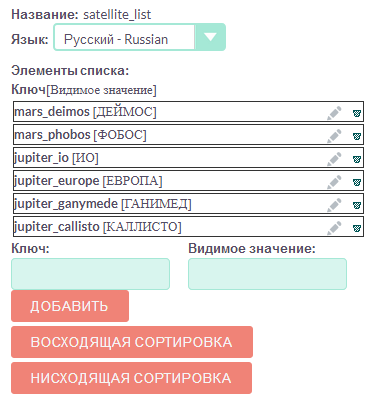 Название: satellite_list
Язык: Русский - Russian
Элементы списка:
Ключ[Видимое значение]
mars_deimos [ДЕЙМОС]
mars_phobos [ФОБОС]
jupiter_io [ИО]
jupiter_europe [ЕВРОПА]
jupiter_ganymede [ГАНИМЕД]
jupiter_callisto [КАЛЛИСТО]
Ключ: Видимое значение:
ДОБАВИТЬ
ВОСХОДЯЩАЯ СОРТИРОВКА
НИСХОДЯЩАЯ СОРТИРОВКА